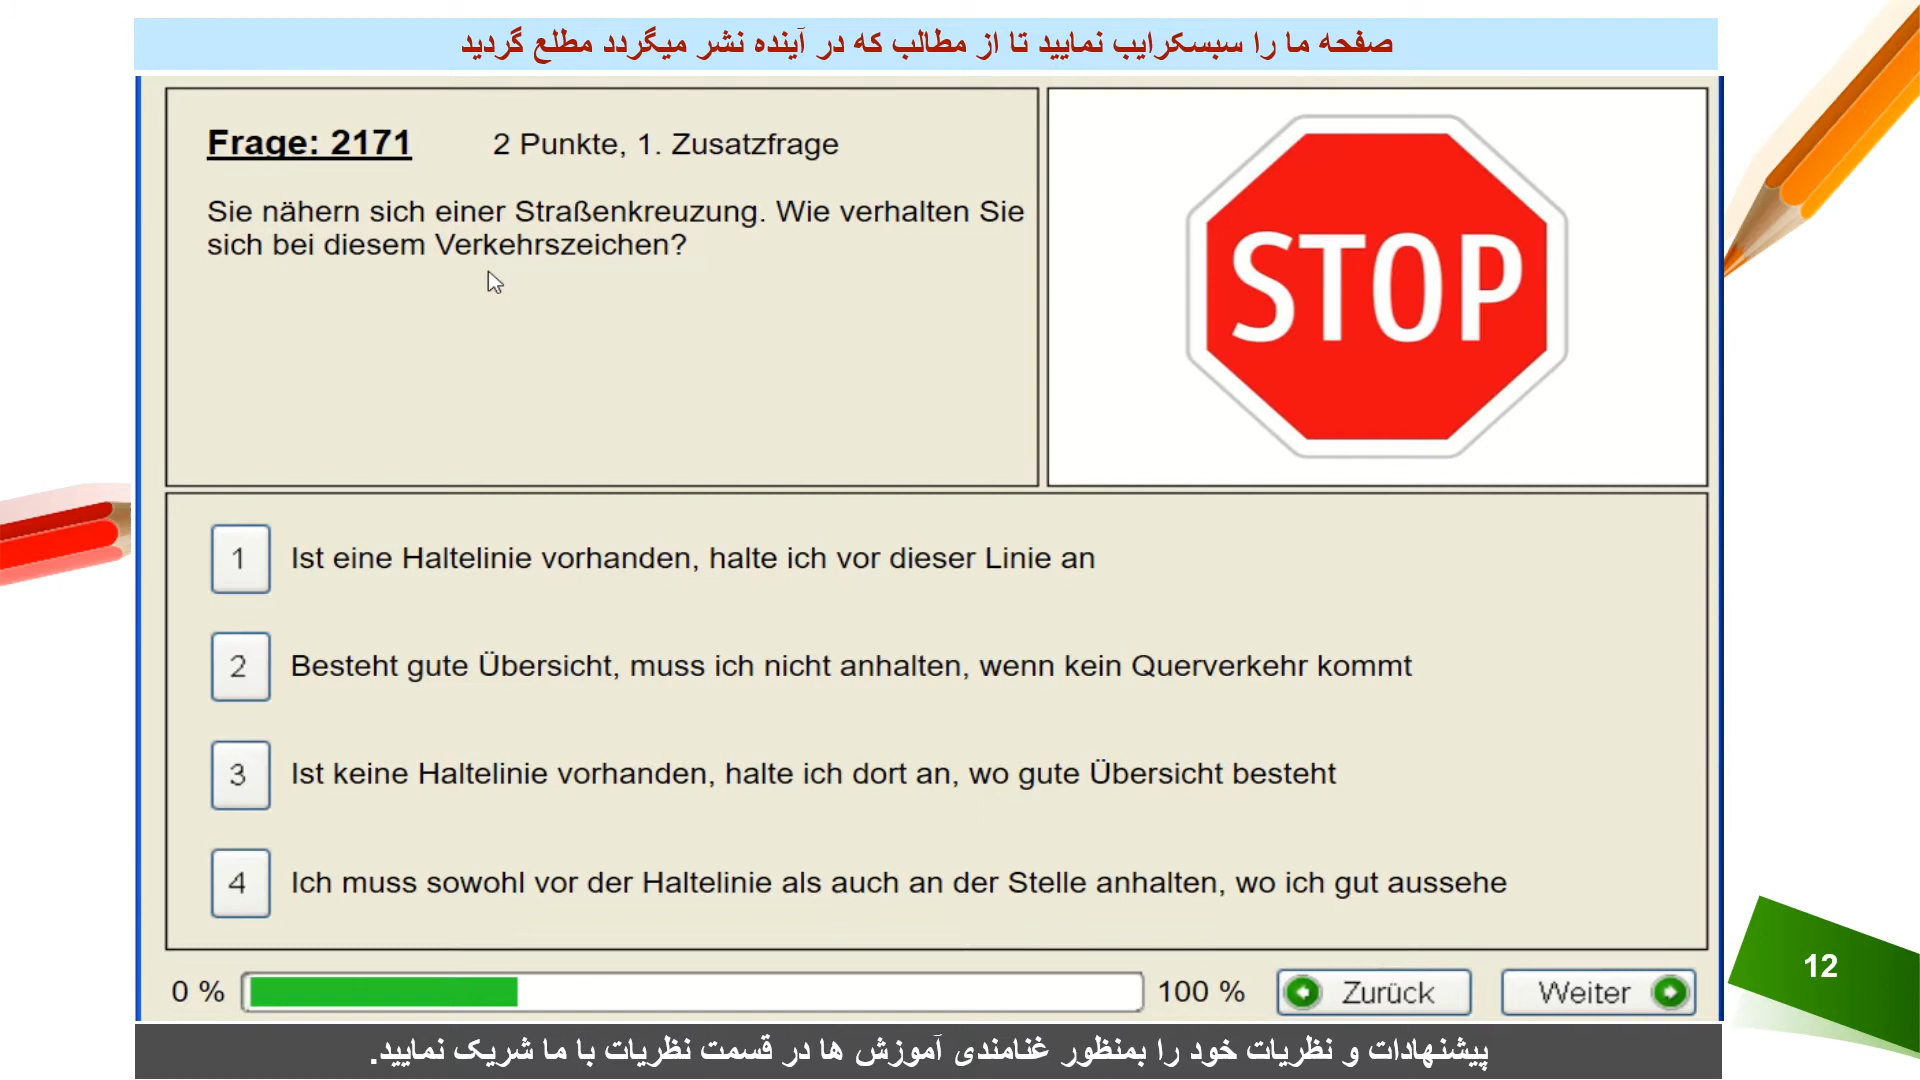 صفحه ما را سبسکرایب نمایید تا از مطالب که در آینده نشر میگردد مطلع گردید
Frage: 2171 2 Punkte, 1. Zusatzfrage
Sie nähern sich einer Straßenkreuzung. Wie verhalten Sie
sich bei diesem Verkehrszeichen?
STOP
1 Ist eine Haltelinie vorhanden, halte ich vor dieser Linie an
2 Besteht gute Übersicht, muss ich nicht anhalten, wenn kein Querverkehr kommt
3 Ist keine Haltelinie vorhanden, halte ich dort an, wo gute Übersicht besteht
4 Ich muss sowohl vor der Haltelinie als auch an der Stelle anhalten, wo ich gut aussehe
0 % 100 % Zurück Weiter
12
پیشنهادات و نظریات خود را بمنظور غنامندی آموزش ها در قسمت نظریات با ما شریک نمایید.